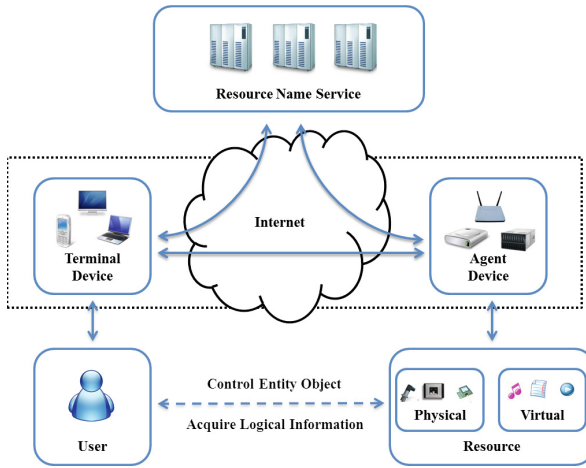 Resource Name Service
Internet
Terminal
Device
Agent
Device
Control Entity Object
Acquire Logical Information
User
Physical
Virtual
Resource